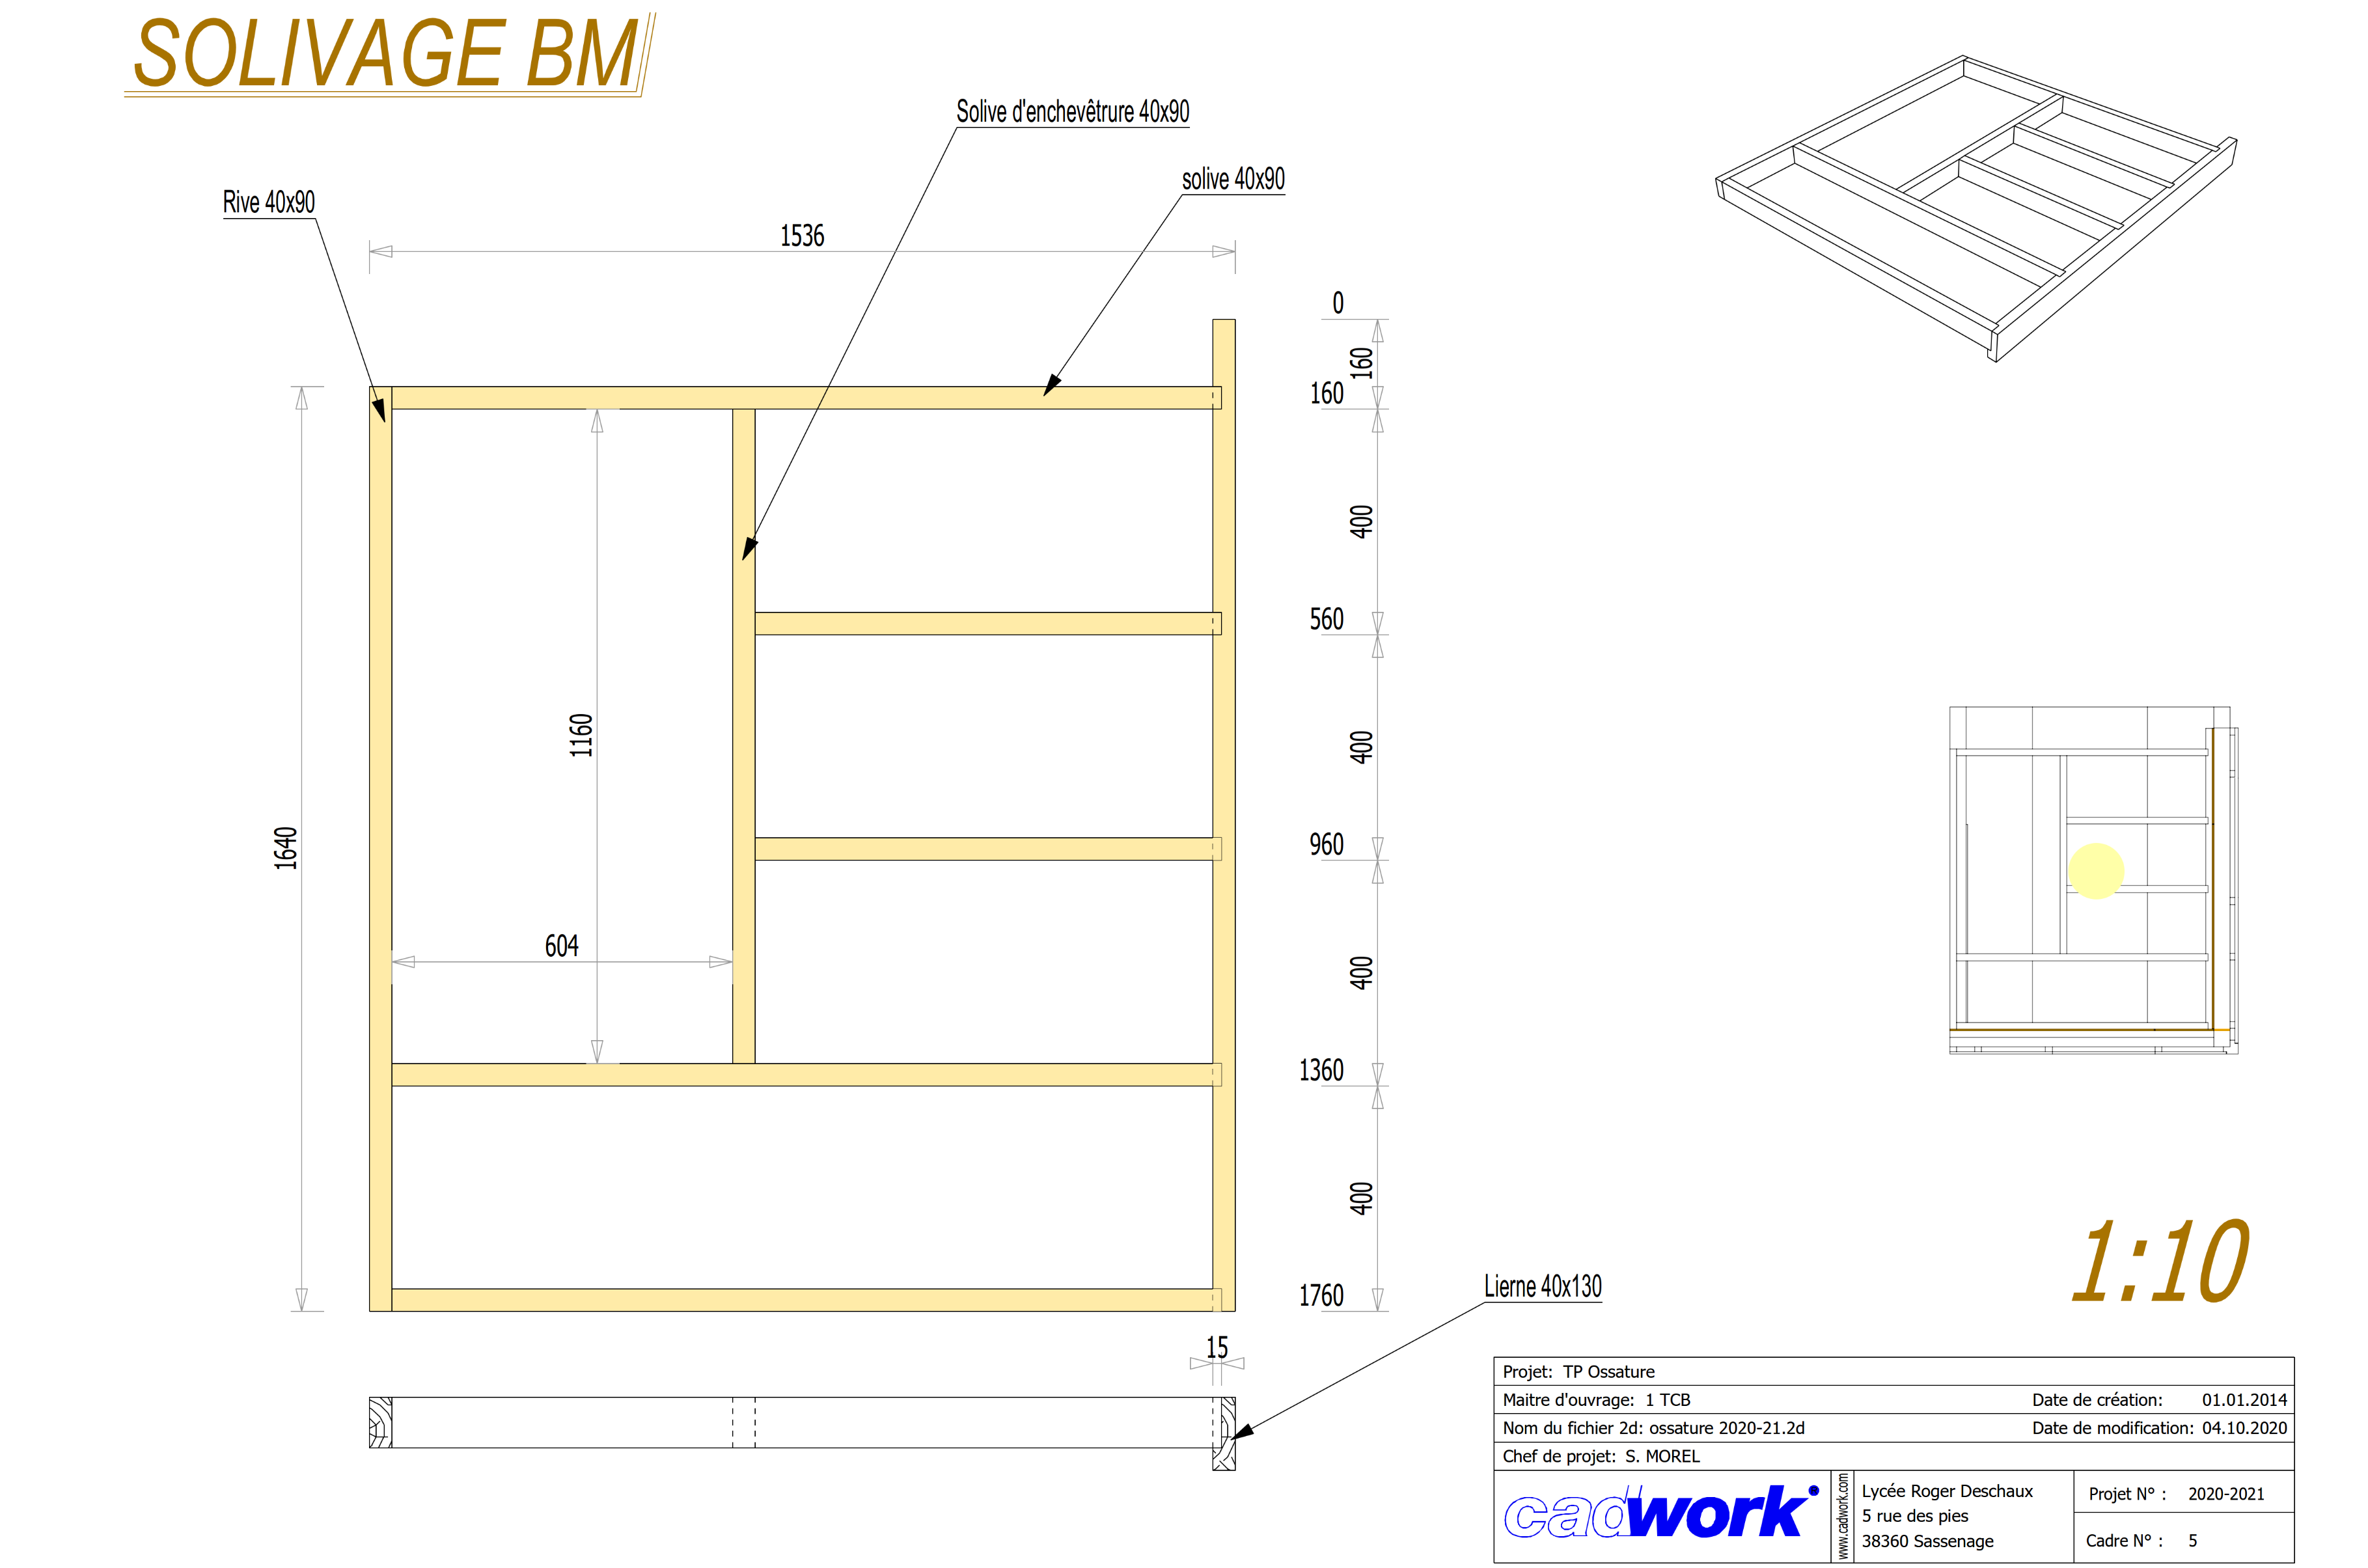 SOLIVAGE BM
Solive d'enchevêtrure 40x90
solive 40x90
Rive 40x90
1536
0
160
160
400
560
400
1160
1640
960
604
400
1360
400
1760
Lierne 40x130
15
1:10
Projet: TP Ossature
Maitre d'ouvrage: 1 TCB Date de création: 01.01.2014
Nom du fichier 2d: ossature 2020-21.2d Date de modification: 04.10.2020
Chef de projet: S. MOREL
cadwork
www.cadwork.com
Lycée Roger Deschaux
5 rue des pies
38360 Sassenage
Projet N° : 2020-2021
Cadre N° : 5